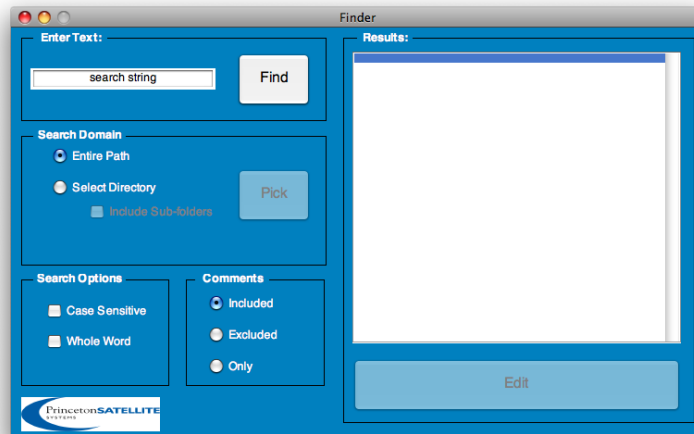 Finder
Enter Text:
search string
Find
Search Domain
Entire Path
Select Directory
Include Sub-folders
Pick
Search Options
Case Sensitive
Whole Word
Comments
Included
Excluded
Only
PrincetonSATELLITE
SYSTEMS
Results:
Edit